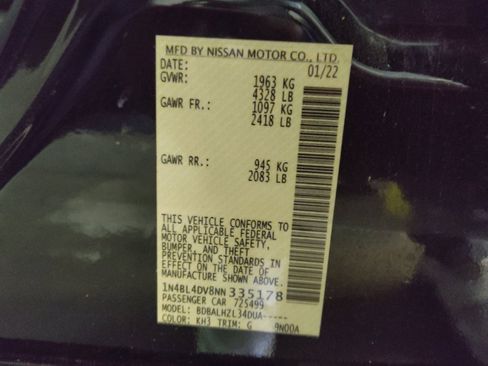 MFD BY NISSAN MOTOR CO., LTD.
DATE: 01/22
GVWR: 1963 KG
4328 LB
GAWR FR.: 1097 KG
2418 LB
GAWR RR.: 945 KG
2083 LB
THIS VEHICLE CONFORMS TO
ALL APPLICABLE FEDERAL
MOTOR VEHICLE SAFETY,
BUMPER, AND THEFT
PREVENTION STANDARDS IN
EFFECT ON THE DATE OF
MANUFACTURE SHOWN ABOVE.
1N4BL4DV8NN 335178
PASSENGER CAR 725499
MODEL: BDBALHZL34DUA-----
COLOR: KH3 TRIM: G 9N00A